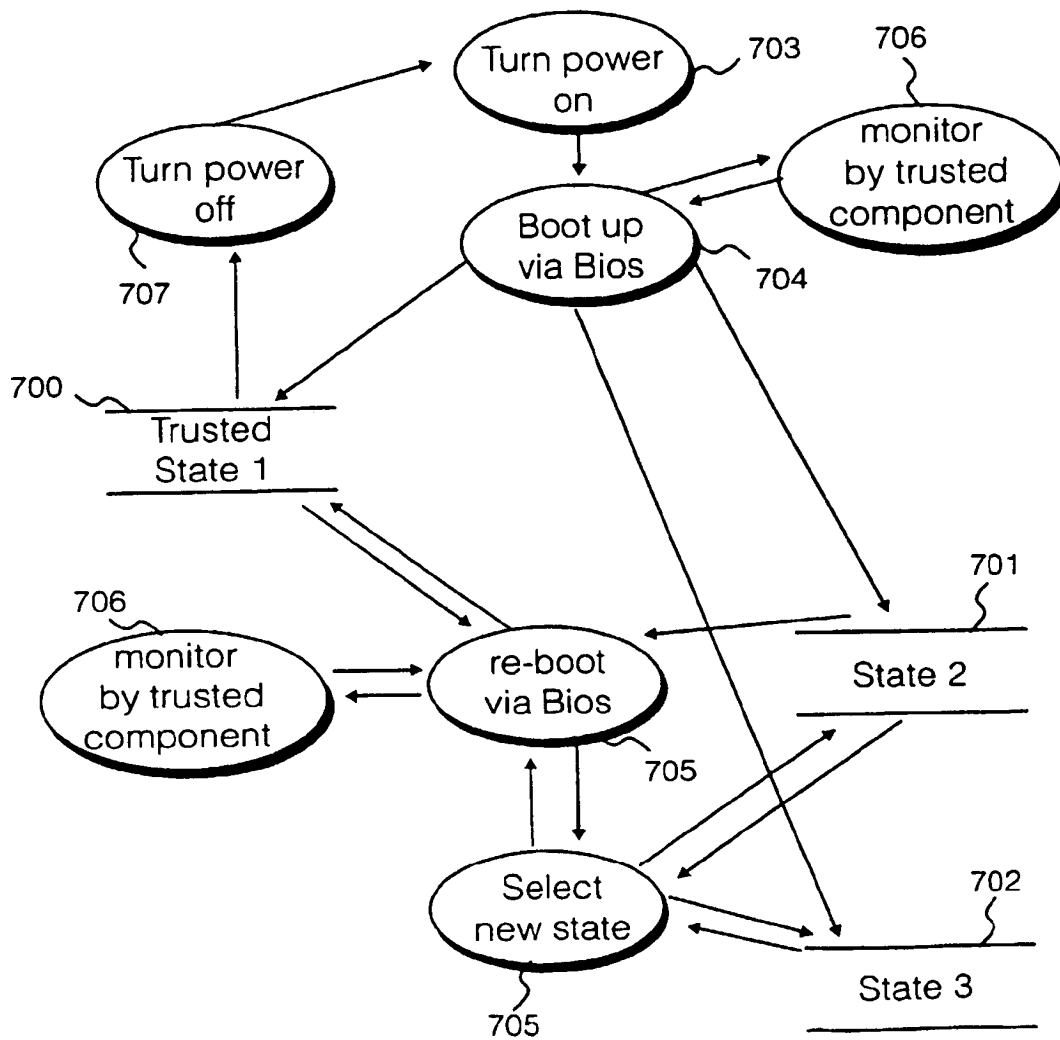 Turn power
on
703
706
monitor
by trusted
component
Turn power
off
707
Boot up
via Bios
704
700
Trusted
State 1
701
State 2
706
monitor
by trusted
component
re-boot
via Bios
705
Select
new state
705
702
State 3